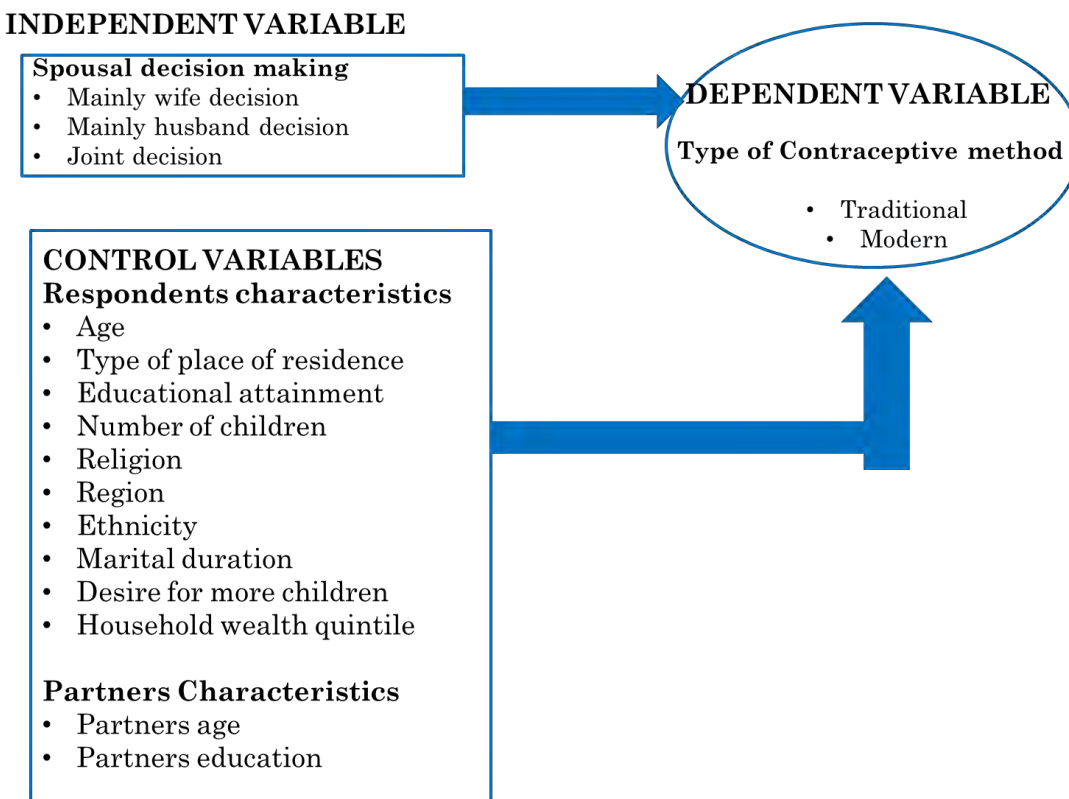 INDEPENDENT VARIABLE
Spousal decision making
• Mainly wife decision
• Mainly husband decision
• Joint decision
DEPENDENT VARIABLE
Type of Contraceptive method
• Traditional
• Modern
CONTROL VARIABLES
Respondents characteristics
• Age
• Type of place of residence
• Educational attainment
• Number of children
• Religion
• Region
• Ethnicity
• Marital duration
• Desire for more children
• Household wealth quintile
Partners Characteristics
• Partners age
• Partners education